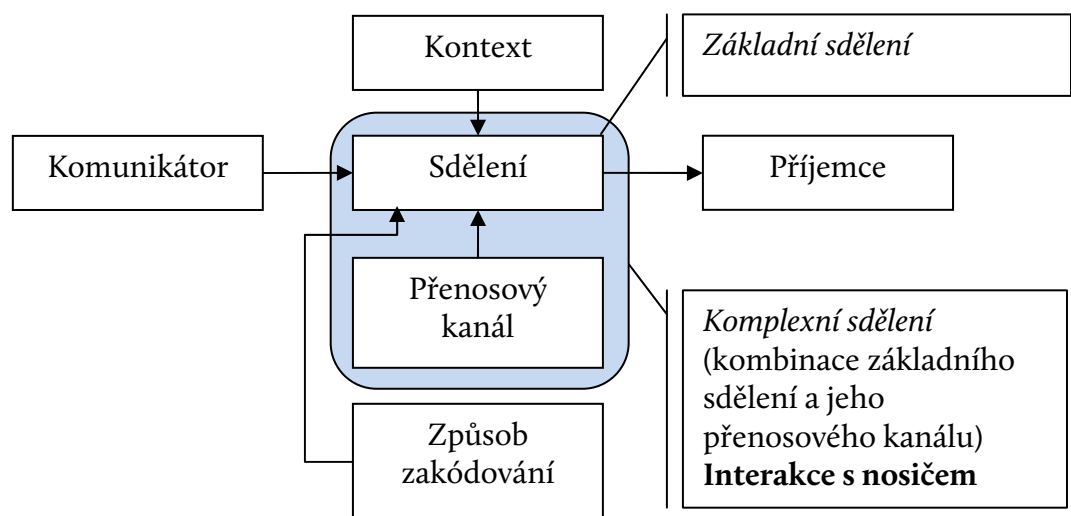 Kontext
Základní sdělení
Komunikátor
Sdělení
Příjemce
Přenosový
kanál
Komplexní sdělení
(kombinace základního
sdělení a jeho
přenosového kanálu)
Interakce s nosičem
Způsob
zakódování